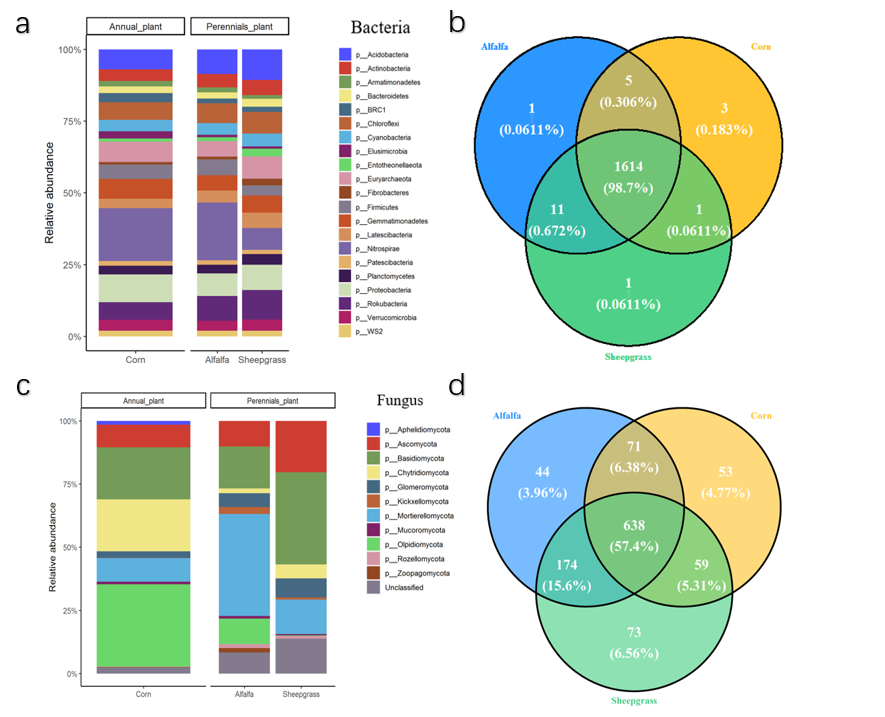 a
Annual_plant
Perennials_plant
Bacteria
Relative abundance
100%
75%
50%
25%
0%
Corn
Alfalfa
Sheepgrass
p__Acidobacteria
p__Actinobacteria
p__Armatimonadetes
p__Bacteroidetes
p__BRC1
p__Chloroflexi
p__Cyanobacteria
p__Elusimicrobia
p__Entotheonellaeota
p__Euryarchaeota
p__Fibrobacteres
p__Firmicutes
p__Gemmatimonadetes
p__Latescibacteria
p__Nitrospirae
p__Patescibacteria
p__Planctomycetes
p__Proteobacteria
p__Rokubacteria
p__Verrucomicrobia
p__WS2
b
Alfalfa
Corn
5
(0.306%)
1
(0.0611%)
3
(0.183%)
1614
(98.7%)
11
(0.672%)
1
(0.0611%)
1
(0.0611%)
Sheepgrass
c
Annual_plant
Perennials_plant
Fungus
Relative abundance
100%
75%
50%
25%
0%
Corn
Alfalfa
Sheepgrass
p__Aphelidiomycota
p__Ascomycota
p__Basidiomycota
p__Chytridiomycota
p__Glomeromycota
p__Kickxellomycota
p__Mortierellomycota
p__Mucoromycota
p__Olpidiomycota
p__Rozellomycota
p__Zoopagomycota
Unclassified
d
Alfalfa
Corn
71
(6.38%)
44
(3.96%)
53
(4.77%)
638
(57.4%)
174
(15.6%)
59
(5.31%)
73
(6.56%)
Sheepgrass